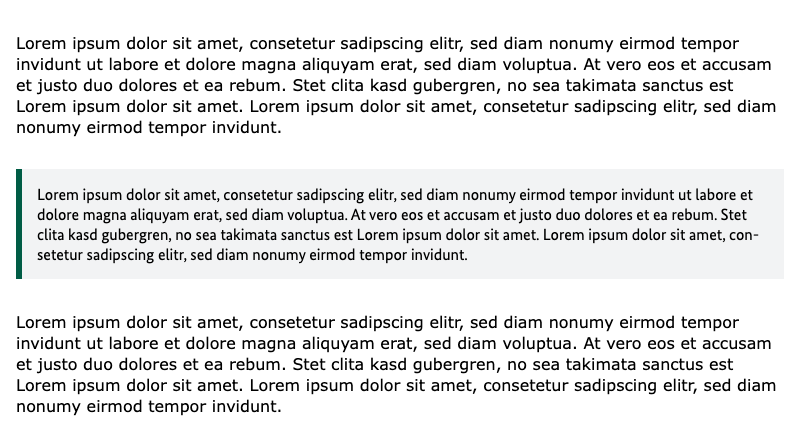 Lorem ipsum dolor sit amet, consetetur sadipscing elitr, sed diam nonumy eirmod tempor
invidunt ut labore et dolore magna aliquyam erat, sed diam voluptua. At vero eos et accusam
et justo duo dolores et ea rebum. Stet clita kasd gubergren, no sea takimata sanctus est
Lorem ipsum dolor sit amet. Lorem ipsum dolor sit amet, consetetur sadipscing elitr, sed diam
nonumy eirmod tempor invidunt.
Lorem ipsum dolor sit amet, consetetur sadipscing elitr, sed diam nonumy eirmod tempor invidunt ut labore et
dolore magna aliquyam erat, sed diam voluptua. At vero eos et accusam et justo duo dolores et ea rebum. Stet
clita kasd gubergren, no sea takimata sanctus est Lorem ipsum dolor sit amet. Lorem ipsum dolor sit amet, con-
setetur sadipscing elitr, sed diam nonumy eirmod tempor invidunt.
Lorem ipsum dolor sit amet, consetetur sadipscing elitr, sed diam nonumy eirmod tempor
invidunt ut labore et dolore magna aliquyam erat, sed diam voluptua. At vero eos et accusam
et justo duo dolores et ea rebum. Stet clita kasd gubergren, no sea takimata sanctus est
Lorem ipsum dolor sit amet. Lorem ipsum dolor sit amet, consetetur sadipscing elitr, sed diam
nonumy eirmod tempor invidunt.